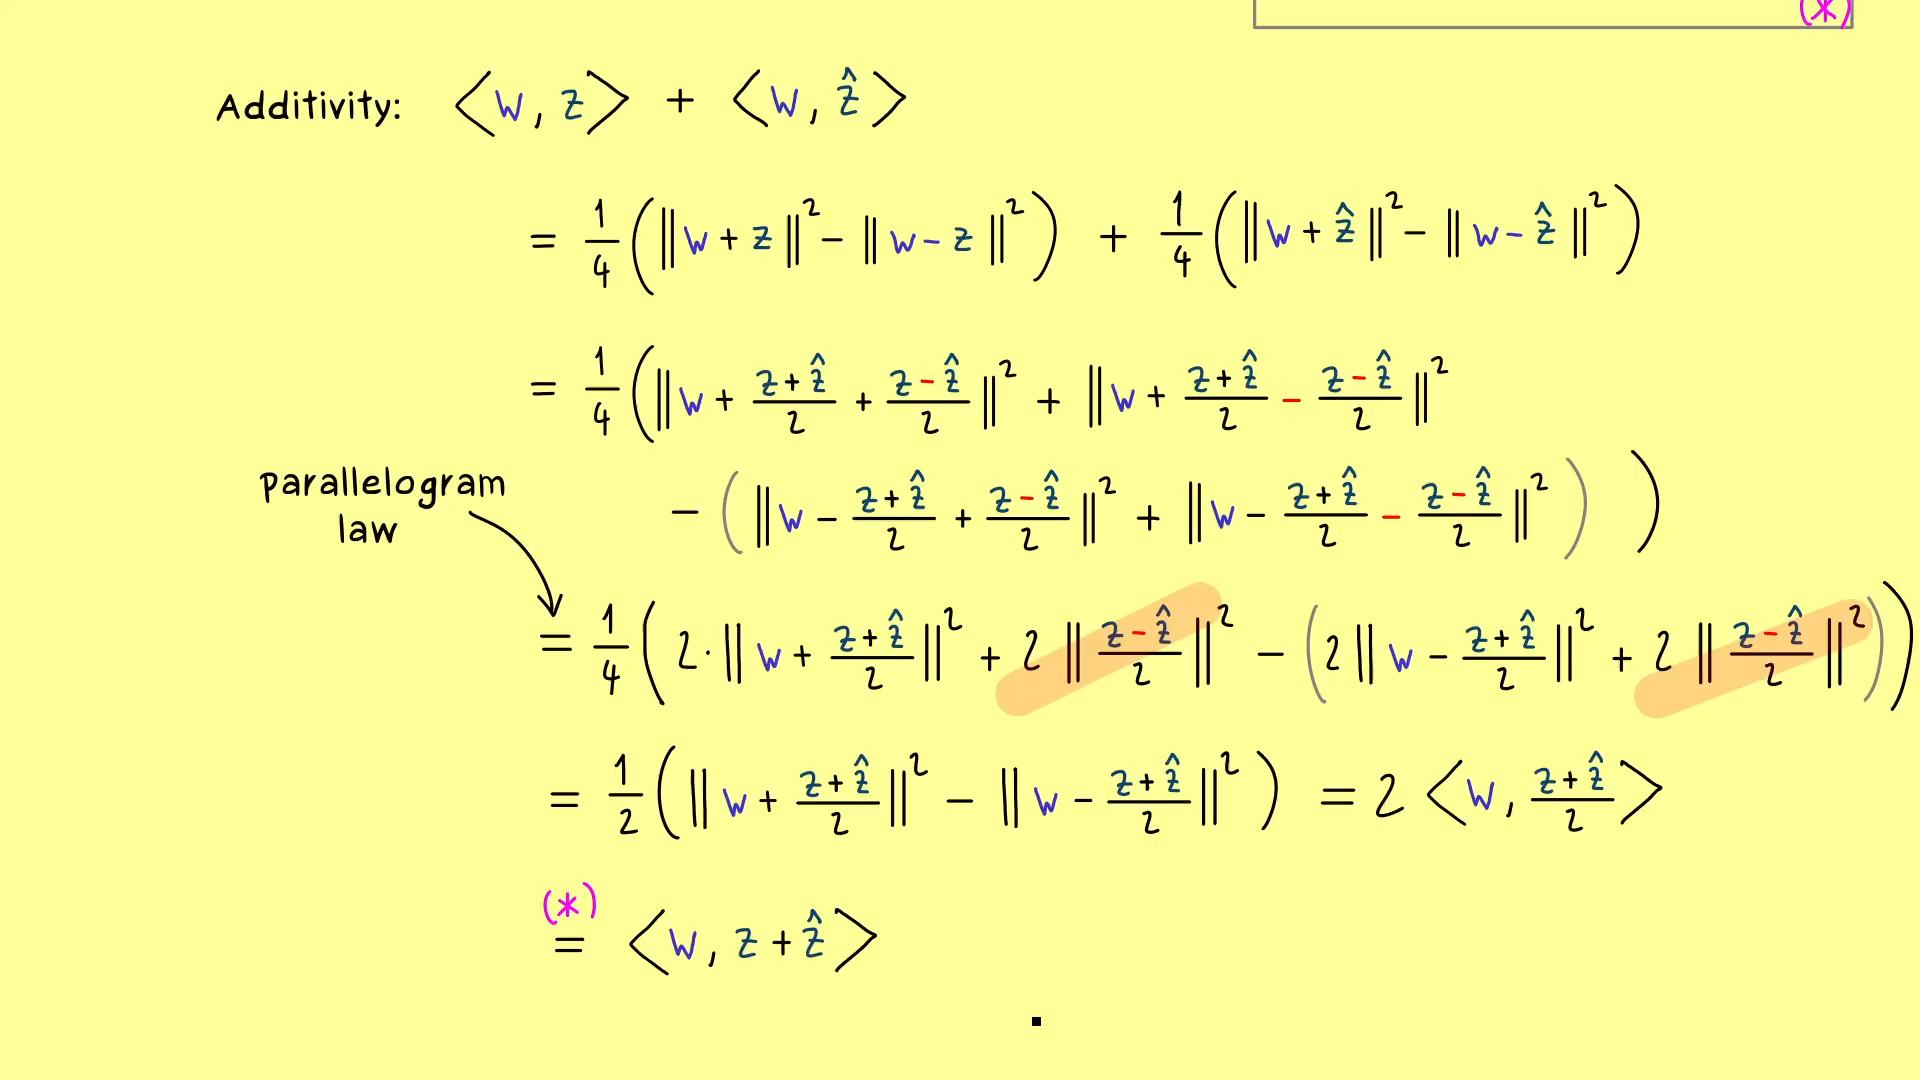 (*)
Additivity: ⟨w, z⟩ + ⟨w, ẑ⟩
= 1/4 (‖w + z‖² − ‖w − z‖²) + 1/4 (‖w + ẑ‖² − ‖w − ẑ‖²)
= 1/4 (‖w + (z + ẑ)/2 + (z − ẑ)/2‖² + ‖w + (z + ẑ)/2 − (z − ẑ)/2‖²
− (‖w − (z + ẑ)/2 + (z − ẑ)/2‖² + ‖w − (z + ẑ)/2 − (z − ẑ)/2‖²))
parallelogram
law
= 1/4 (2·‖w + (z + ẑ)/2‖² + 2‖(z − ẑ)/2‖² − (2‖w − (z + ẑ)/2‖² + 2‖(z − ẑ)/2‖²))
= 1/2 (‖w + (z + ẑ)/2‖² − ‖w − (z + ẑ)/2‖²) = 2⟨w, (z + ẑ)/2⟩
(*)
= ⟨w, z + ẑ⟩